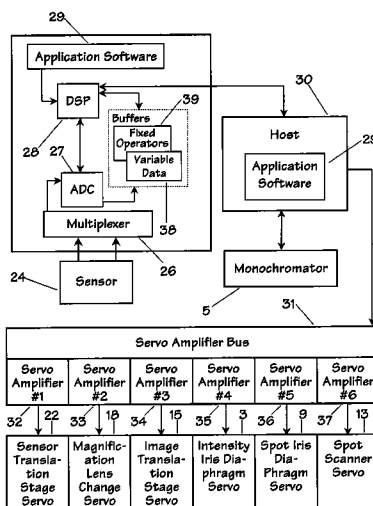 29
Application Software
30
DSP
39
Buffers
Host
28
27
Fixed
Operators
29
Application
Software
Variable
Data
ADC
38
Multiplexer
24
26
Sensor
Monochromator
5
31
Servo Amplifier Bus
Servo Amplifier #1
Servo Amplifier #2
Servo Amplifier #3
Servo Amplifier #4
Servo Amplifier #5
Servo Amplifier #6
32 22 33 18 34 15 35 3 36 9 37 13
Sensor Translation Stage Servo
Magnification Lens Change Servo
Image Translation Stage Servo
Intensity Iris Diaphragm Servo
Spot Iris Dia-Phragm Servo
Spot Scanner Servo